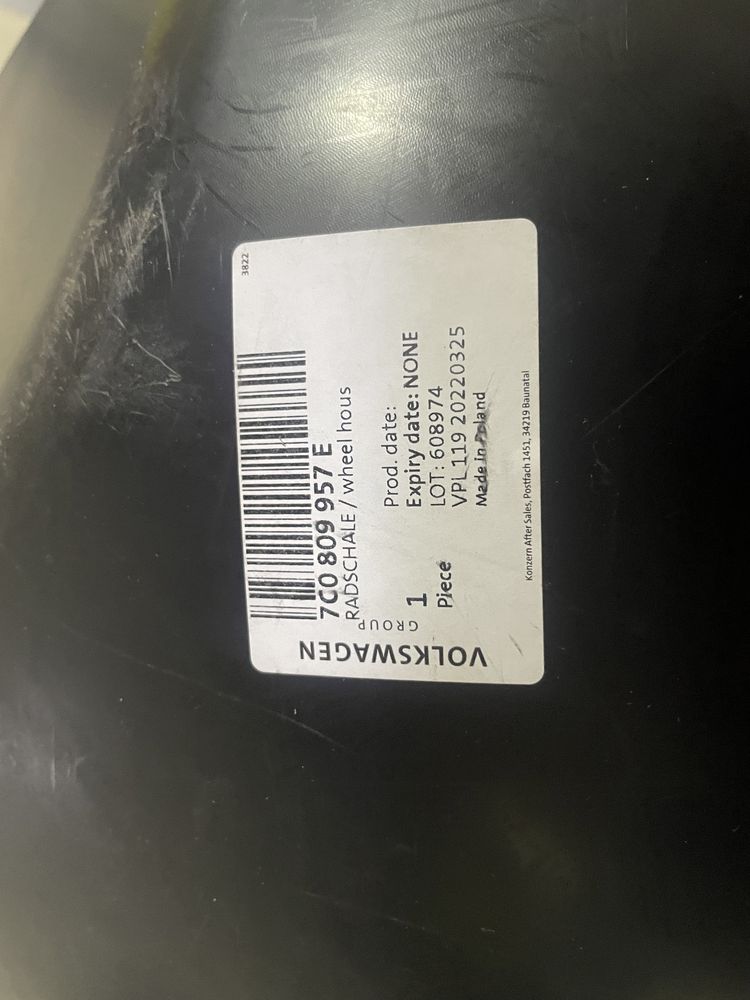 3822
7C0 809 957 E
RADSCHALE / wheel hous
Prod. date:
Expiry date: NONE
LOT: 608974
VPL 119 20220325
Made in Poland
1
Piece
VOLKSWAGEN
GROUP
Konzern After Sales, Postfach 1451, 34219 Baunatal